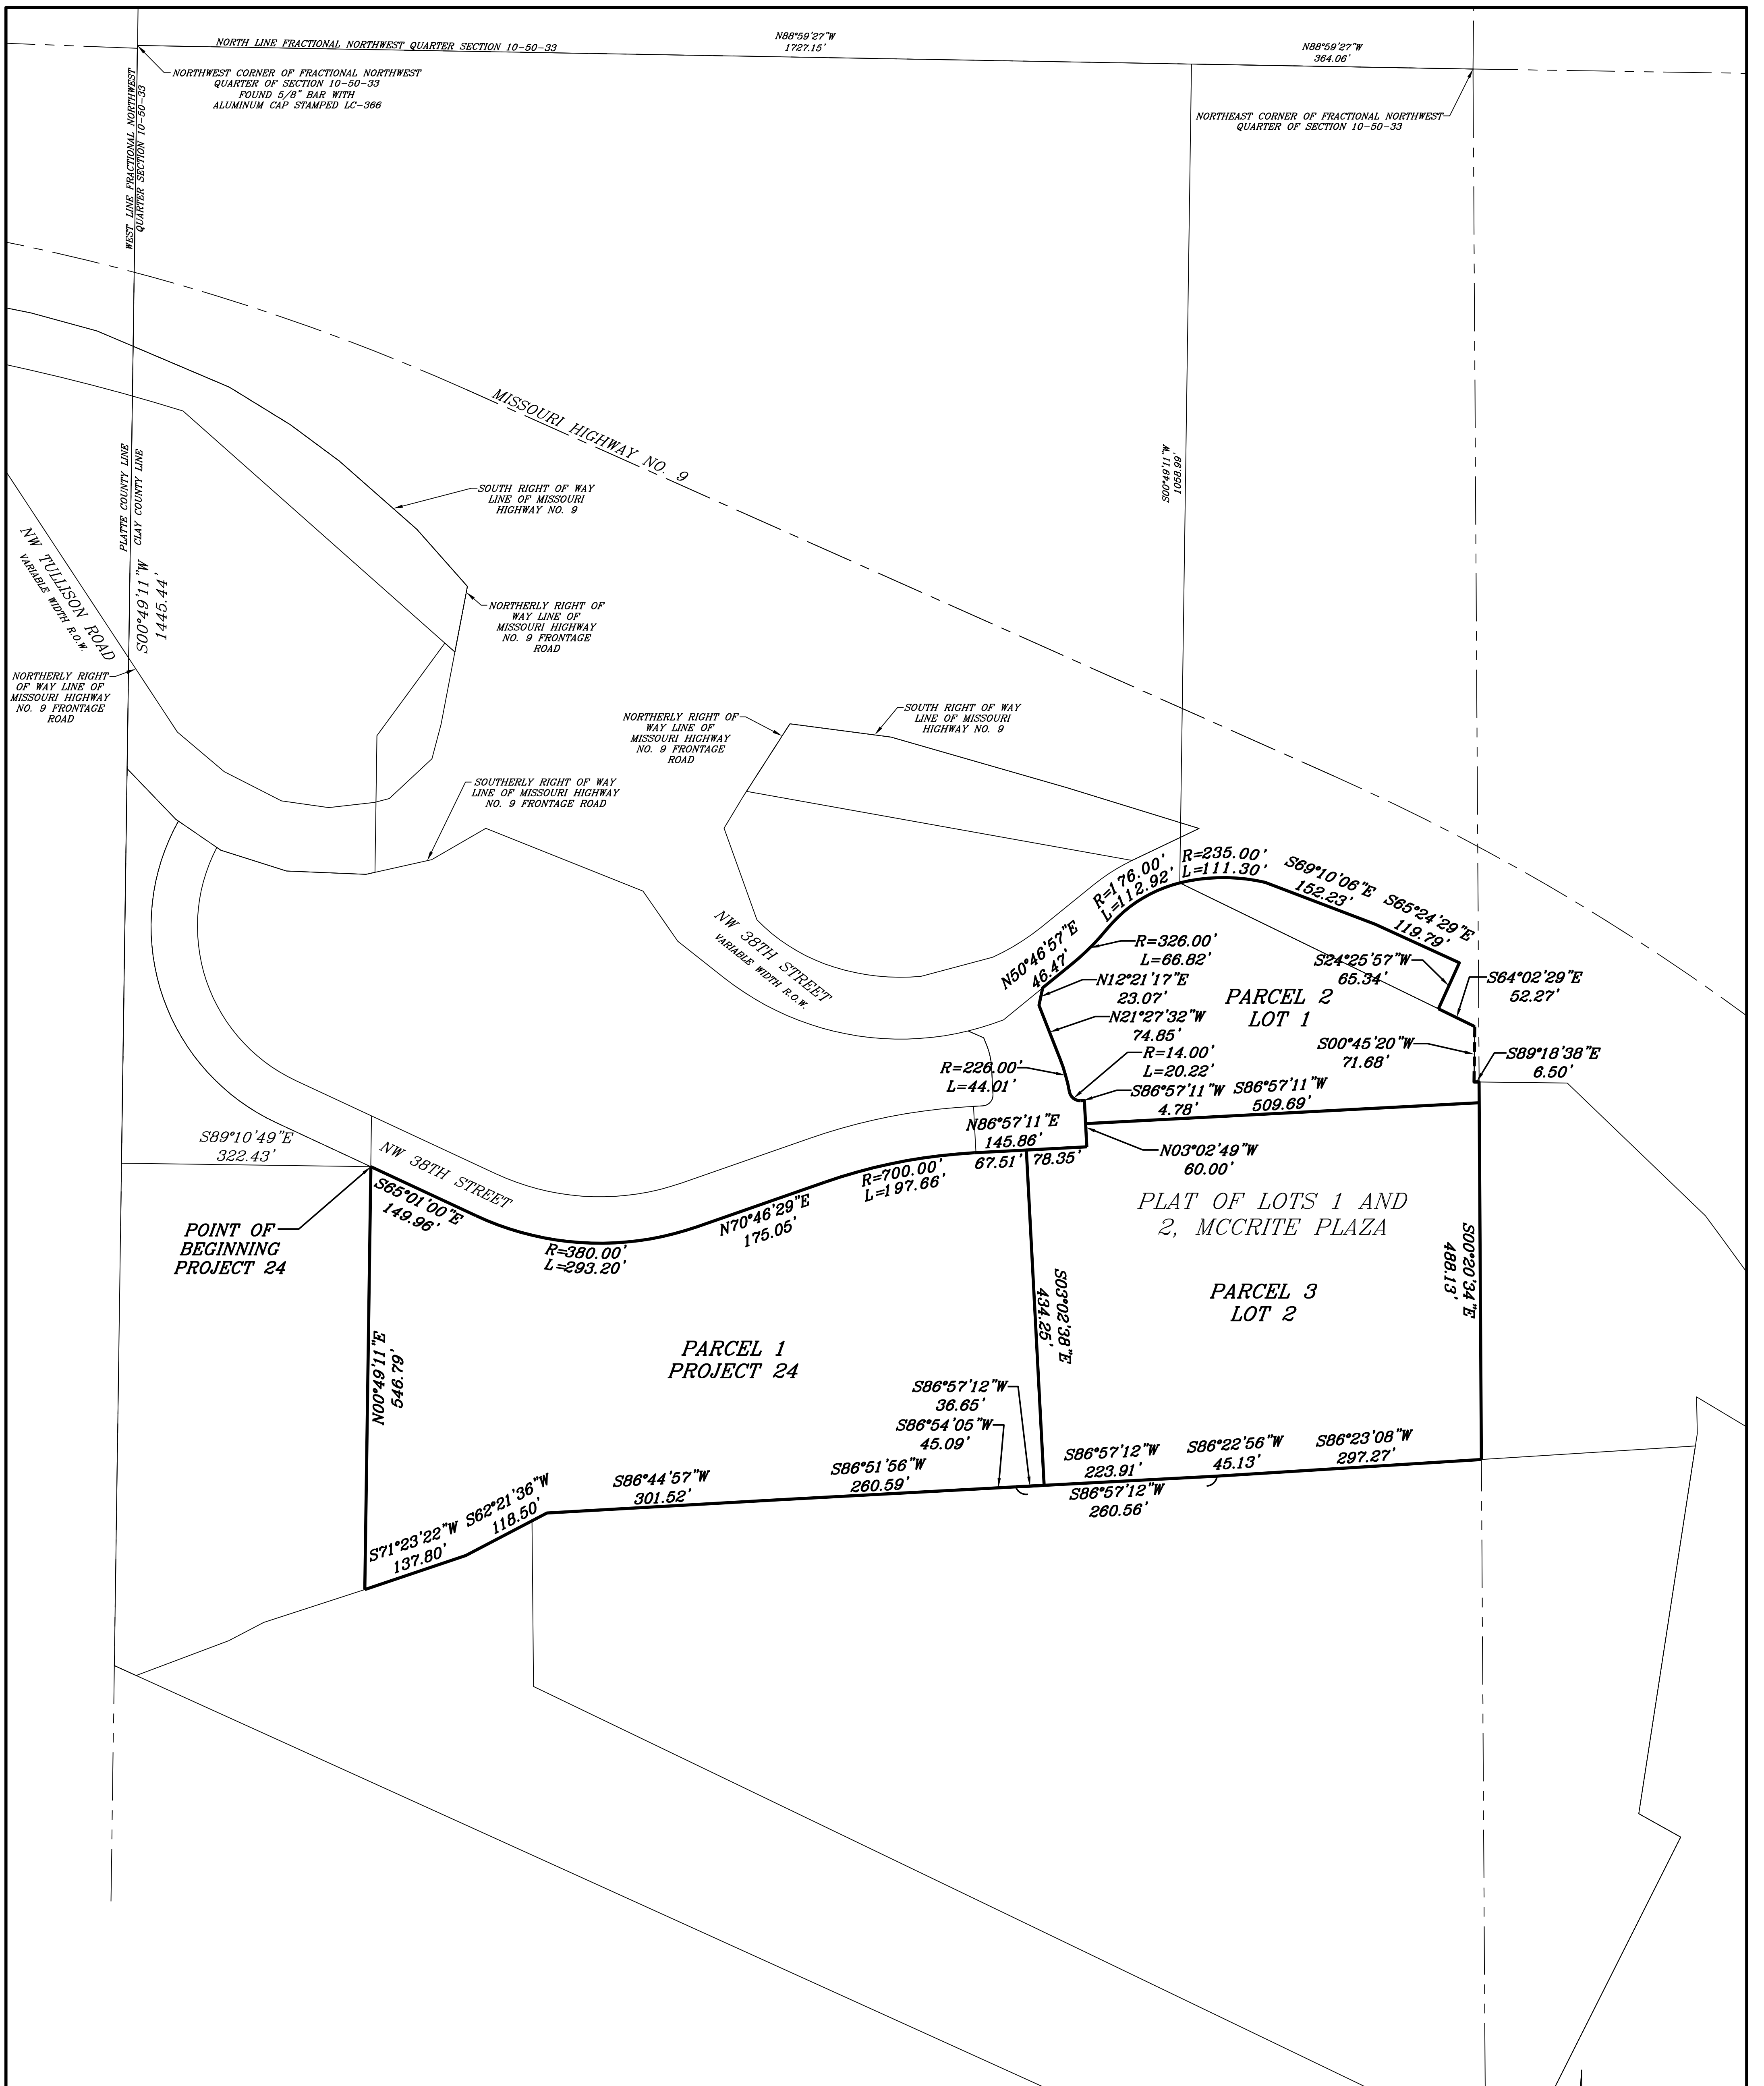 NORTH LINE FRACTIONAL NORTHWEST QUARTER SECTION 10-50-33
N88°59'27"W
1727.15'
N88°59'27"W
364.06'
NORTHWEST CORNER OF FRACTIONAL NORTHWEST
QUARTER OF SECTION 10-50-33
FOUND 5/8" BAR WITH
ALUMINUM CAP STAMPED LC-366
NORTHEAST CORNER OF FRACTIONAL NORTHWEST
QUARTER OF SECTION 10-50-33
WEST LINE FRACTIONAL NORTHWEST
QUARTER SECTION 10-50-33
MISSOURI HIGHWAY NO. 9
PLATTE COUNTY LINE
CLAY COUNTY LINE
S00°49'11"W
1445.44'
S00°49'11"W
1058.99'
SOUTH RIGHT OF WAY
LINE OF MISSOURI
HIGHWAY NO. 9
NW TULLISON ROAD
VARIABLE WIDTH R.O.W.
NORTHERLY RIGHT OF
WAY LINE OF
MISSOURI HIGHWAY
NO. 9 FRONTAGE
ROAD
NORTHERLY RIGHT
OF WAY LINE OF
MISSOURI HIGHWAY
NO. 9 FRONTAGE
ROAD
NORTHERLY RIGHT OF
WAY LINE OF
MISSOURI HIGHWAY
NO. 9 FRONTAGE
ROAD
SOUTH RIGHT OF WAY
LINE OF MISSOURI
HIGHWAY NO. 9
SOUTHERLY RIGHT OF WAY
LINE OF MISSOURI HIGHWAY
NO. 9 FRONTAGE ROAD
NW 38TH STREET
VARIABLE WIDTH R.O.W.
R=176.00'
L=112.92'
R=235.00'
L=111.30'
S69°10'06"E
152.23'
S65°24'29"E
119.79'
N50°46'57"E
46.47'
R=326.00'
L=66.82'
N12°21'17"E
23.07'
N21°27'32"W
74.85'
R=14.00'
L=20.22'
R=226.00'
L=44.01'
S24°25'57"W
65.34'
S64°02'29"E
52.27'
PARCEL 2
LOT 1
S00°45'20"W
71.68'
S89°18'38"E
6.50'
S86°57'11"W
4.78'
S86°57'11"W
509.69'
N86°57'11"E
145.86'
67.51'
78.35'
N03°02'49"W
60.00'
S89°10'49"E
322.43'
NW 38TH STREET
S65°01'00"E
149.96'
R=380.00'
L=293.20'
N70°46'29"E
175.05'
R=700.00'
L=197.66'
POINT OF
BEGINNING
PROJECT 24
PLAT OF LOTS 1 AND
2, MCCRITE PLAZA
PARCEL 3
LOT 2
S00°20'34"E
488.13'
S03°02'38"E
434.25'
N00°49'11"E
546.79'
PARCEL 1
PROJECT 24
S86°57'12"W
36.65'
S86°54'05"W
45.09'
S86°57'12"W
223.91'
S86°22'56"W
45.13'
S86°23'08"W
297.27'
S86°57'12"W
260.56'
S86°51'56"W
260.59'
S86°44'57"W
301.52'
S62°21'36"W
118.50'
S71°23'22"W
137.80'